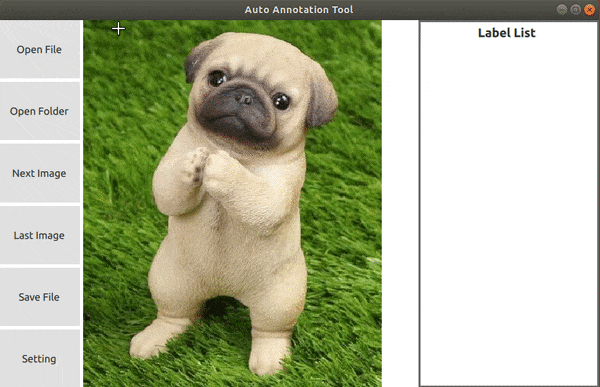 Auto Annotation Tool
Open File
Open Folder
Next Image
Last Image
Save File
Setting
Label List